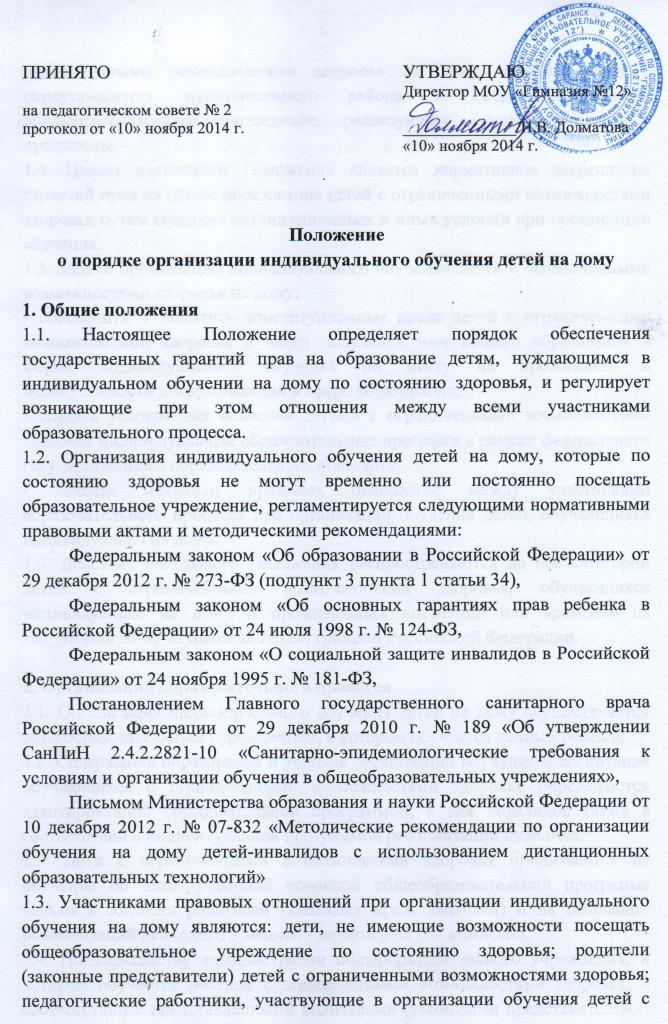 ПРИНЯТО
на педагогическом совете № 2
протокол от «10» ноября 2014 г.
УТВЕРЖДАЮ
Директор МОУ «Гимназия №12»
И.В. Долматова
«10» ноября 2014 г.
Положение
о порядке организации индивидуального обучения детей на дому
1. Общие положения
1.1. Настоящее Положение определяет порядок обеспечения
государственных гарантий прав на образование детям, нуждающимся в
индивидуальном обучении на дому по состоянию здоровья, и регулирует
возникающие при этом отношения между всеми участниками
образовательного процесса.
1.2. Организация индивидуального обучения детей на дому, которые по
состоянию здоровья не могут временно или постоянно посещать
образовательное учреждение, регламентируется следующими нормативными
правовыми актами и методическими рекомендациями:
Федеральным законом «Об образовании в Российской Федерации» от
29 декабря 2012 г. № 273-ФЗ (подпункт 3 пункта 1 статьи 34),
Федеральным законом «Об основных гарантиях прав ребенка в
Российской Федерации» от 24 июля 1998 г. № 124-ФЗ,
Федеральным законом «О социальной защите инвалидов в Российской
Федерации» от 24 ноября 1995 г. № 181-ФЗ,
Постановлением Главного государственного санитарного врача
Российской Федерации от 29 декабря 2010 г. № 189 «Об утверждении
СанПиН 2.4.2.2821-10 «Санитарно-эпидемиологические требования к
условиям и организации обучения в общеобразовательных учреждениях»,
Письмом Министерства образования и науки Российской Федерации от
10 декабря 2012 г. № 07-832 «Методические рекомендации по организации
обучения на дому детей-инвалидов с использованием дистанционных
образовательных технологий»
1.3. Участниками правовых отношений при организации индивидуального
обучения на дому являются: дети, не имеющие возможности посещать
общеобразовательное учреждение по состоянию здоровья; родители
(законные представители) детей с ограниченными возможностями здоровья;
педагогические работники, участвующие в организации обучения детей с